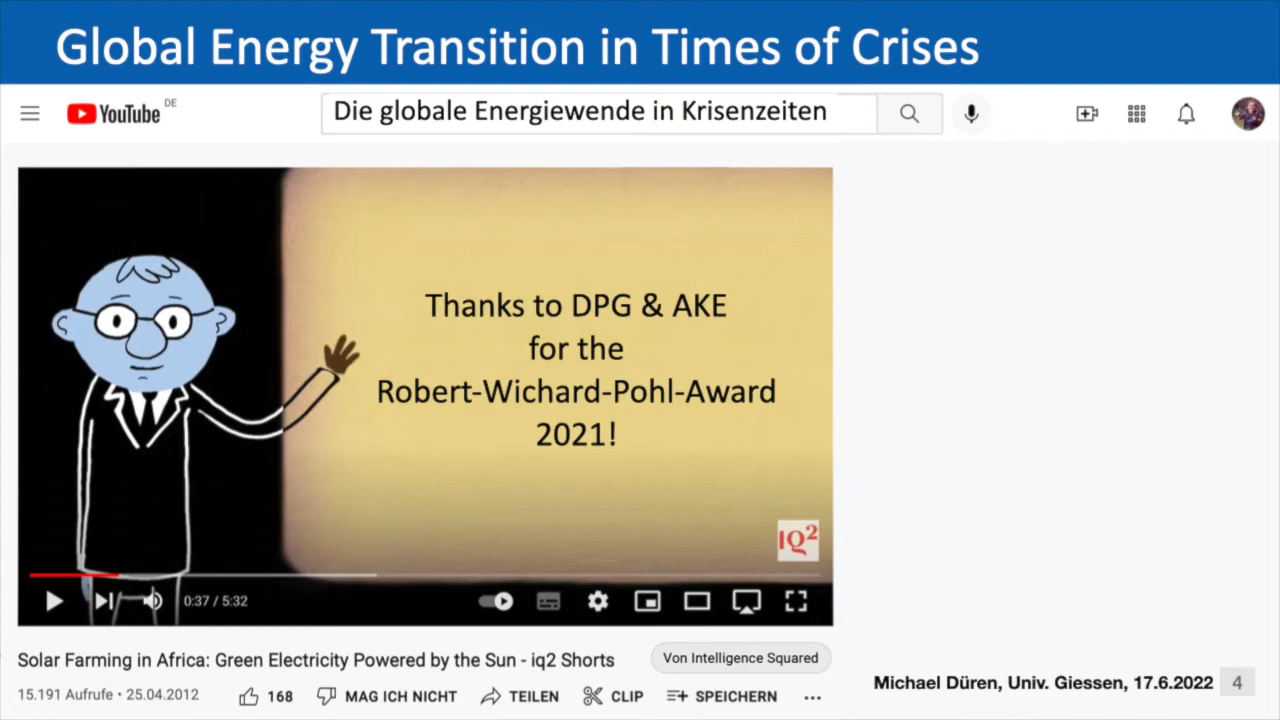 Global Energy Transition in Times of Crises
YouTube DE
Die globale Energiewende in Krisenzeiten
Thanks to DPG & AKE
for the
Robert-Wichard-Pohl-Award
2021!
IQ²
0:37 / 5:32
Solar Farming in Africa: Green Electricity Powered by the Sun - iq2 Shorts
Von Intelligence Squared
15.191 Aufrufe • 25.04.2012
168
MAG ICH NICHT
TEILEN
CLIP
SPEICHERN
Michael Düren, Univ. Giessen, 17.6.2022
4